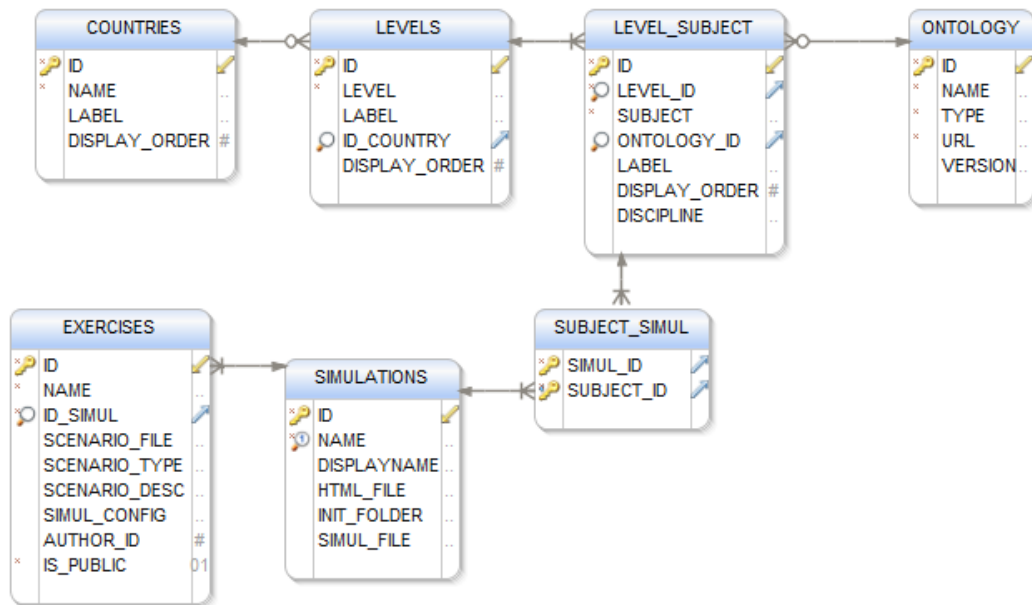 COUNTRIES
ID
NAME
LABEL
DISPLAY_ORDER #
LEVELS
ID
LEVEL
LABEL
ID_COUNTRY
DISPLAY_ORDER #
LEVEL_SUBJECT
ID
LEVEL_ID
SUBJECT
ONTOLOGY_ID
LABEL
DISPLAY_ORDER #
DISCIPLINE
ONTOLOGY
ID
NAME
TYPE
URL
VERSION
EXERCISES
ID
NAME
ID_SIMUL
SCENARIO_FILE
SCENARIO_TYPE
SCENARIO_DESC
SIMUL_CONFIG
AUTHOR_ID #
IS_PUBLIC 01
SIMULATIONS
ID
NAME
DISPLAYNAME
HTML_FILE
INIT_FOLDER
SIMUL_FILE
SUBJECT_SIMUL
SIMUL_ID
SUBJECT_ID